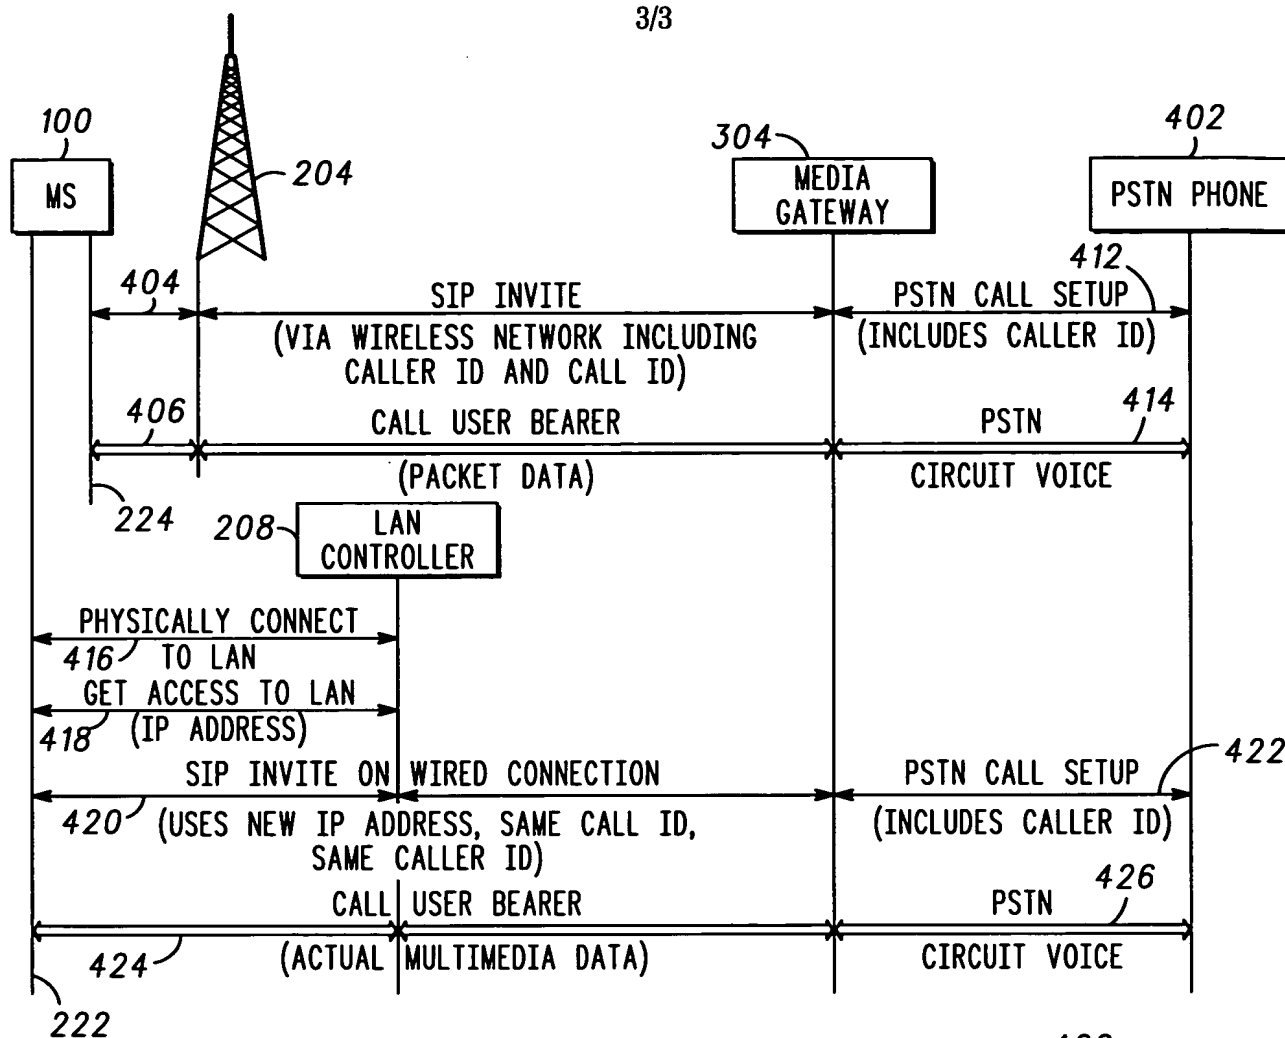 3/3
100
204
304
402
MS
MEDIA
GATEWAY
PSTN PHONE
404
SIP INVITE
(VIA WIRELESS NETWORK INCLUDING
CALLER ID AND CALL ID)
PSTN CALL SETUP
412
(INCLUDES CALLER ID)
406
CALL USER BEARER
(PACKET DATA)
PSTN
414
CIRCUIT VOICE
224
208
LAN
CONTROLLER
PHYSICALLY CONNECT
416
TO LAN
GET ACCESS TO LAN
418
(IP ADDRESS)
SIP INVITE ON WIRED CONNECTION
420
(USES NEW IP ADDRESS, SAME CALL ID,
SAME CALLER ID)
PSTN CALL SETUP
422
(INCLUDES CALLER ID)
CALL USER BEARER
424
(ACTUAL MULTIMEDIA DATA)
PSTN
426
CIRCUIT VOICE
222